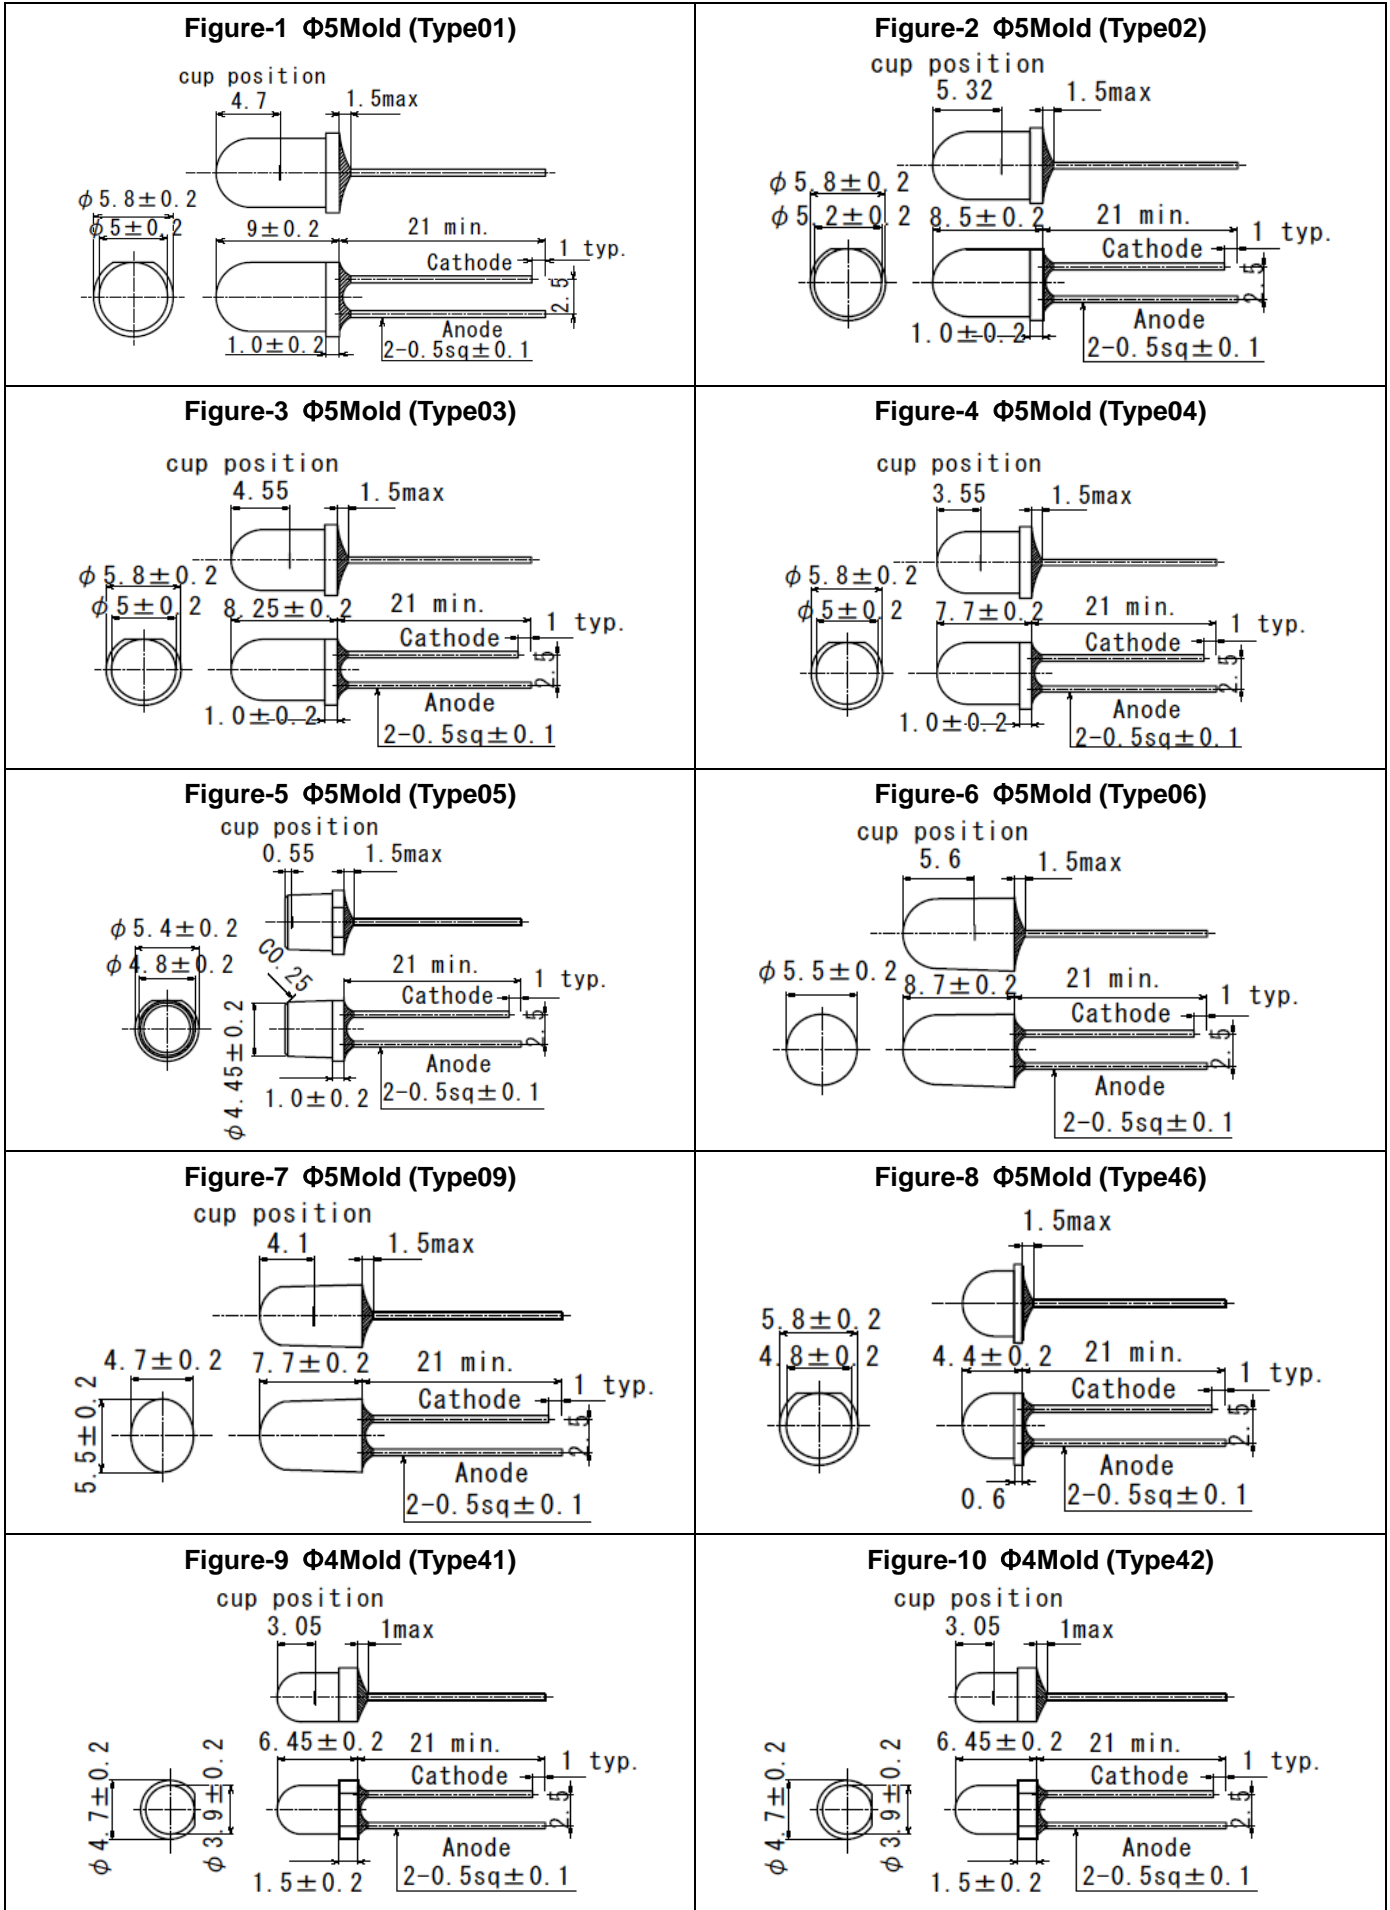 Figure-1 Φ5Mold (Type01)
cup position
4.7
1.5max
φ5.8±0.2
φ5±0.2
9±0.2
21 min.
1 typ.
Cathode
2.5
Anode
1.0±0.2
2-0.5sq±0.1
Figure-2 Φ5Mold (Type02)
cup position
5.32
1.5max
φ5.8±0.2
φ5.2±0.2
8.5±0.2
21 min.
1 typ.
Cathode
2.5
Anode
1.0±0.2
2-0.5sq±0.1
Figure-3 Φ5Mold (Type03)
cup position
4.55
1.5max
φ5.8±0.2
φ5±0.2
8.25±0.2
21 min.
1 typ.
Cathode
2.5
Anode
1.0±0.2
2-0.5sq±0.1
Figure-4 Φ5Mold (Type04)
cup position
3.55
1.5max
φ5.8±0.2
φ5±0.2
7.7±0.2
21 min.
1 typ.
Cathode
2.5
Anode
1.0±0.2
2-0.5sq±0.1
Figure-5 Φ5Mold (Type05)
cup position
0.55
1.5max
φ5.4±0.2
φ4.8±0.2
C0.25
21 min.
1 typ.
Cathode
2.5
φ4.45±0.2
Anode
1.0±0.2
2-0.5sq±0.1
Figure-6 Φ5Mold (Type06)
cup position
5.6
1.5max
φ5.5±0.2
8.7±0.2
21 min.
1 typ.
Cathode
2.5
Anode
2-0.5sq±0.1
Figure-7 Φ5Mold (Type09)
cup position
4.1
1.5max
4.7±0.2
7.7±0.2
21 min.
1 typ.
5.5±0.2
Cathode
2.5
Anode
2-0.5sq±0.1
Figure-8 Φ5Mold (Type46)
1.5max
5.8±0.2
4.8±0.2
4.4±0.2
21 min.
1 typ.
Cathode
2.5
Anode
0.6
2-0.5sq±0.1
Figure-9 Φ4Mold (Type41)
cup position
3.05
1max
6.45±0.2
21 min.
1 typ.
φ4.7±0.2
φ3.9±0.2
Cathode
2.5
Anode
1.5±0.2
2-0.5sq±0.1
Figure-10 Φ4Mold (Type42)
cup position
3.05
1max
6.45±0.2
21 min.
1 typ.
φ4.7±0.2
φ3.9±0.2
Cathode
2.5
Anode
1.5±0.2
2-0.5sq±0.1